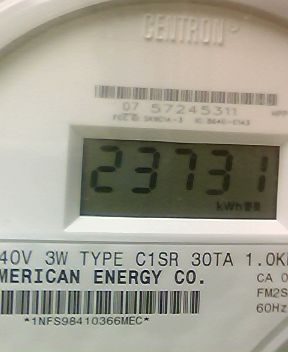 CENTRON
07 57245311
23731
kWh
40V 3W TYPE C1SR 30TA 1.0K
MERICAN ENERGY CO.
CA 0
FM2S
60Hz
*1NFS98410366MEC*